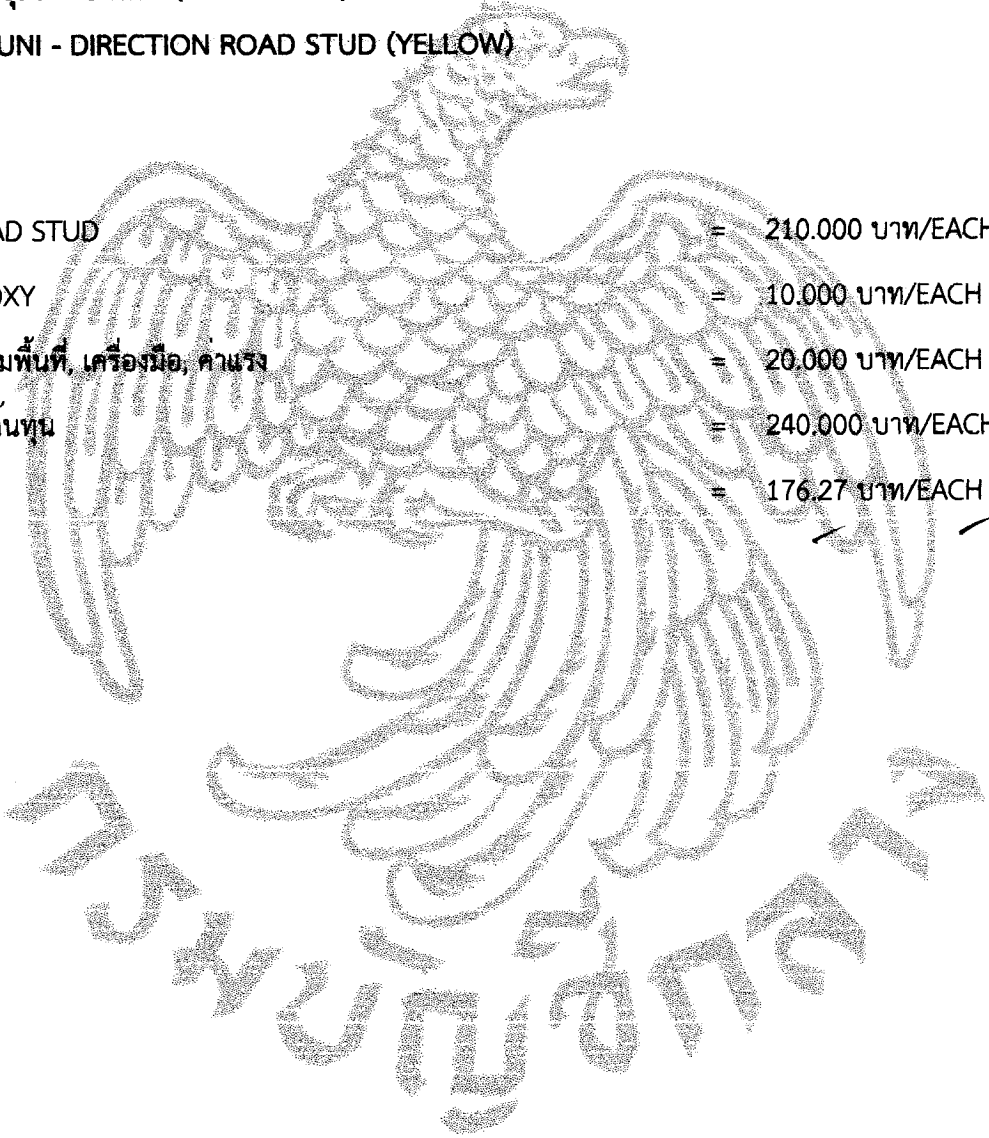 UNI - DIRECTION ROAD STUD (YELLOW)
AD STUD = 210.000 บาท/EACH
OXY = 10.000 บาท/EACH
มพื้นที่, เครื่องมือ, ค่าแรง = 20.000 บาท/EACH
้นทุน = 240.000 บาท/EACH
= 176.27 บาท/EACH
กรมบัญชีกลาง